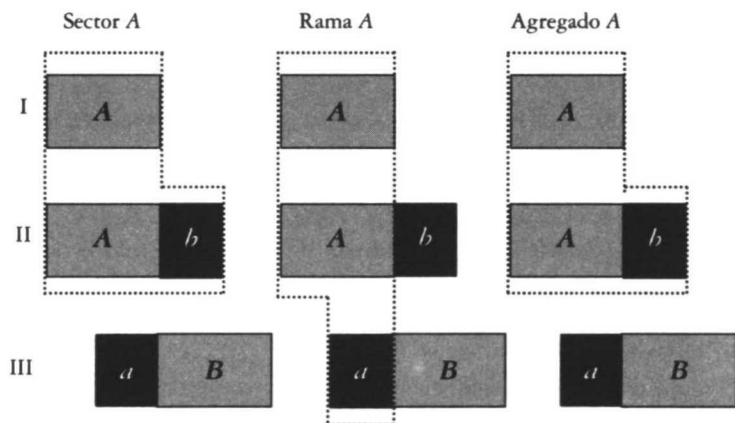 Sector A Rama A Agregado A
I A A A
II A b A b A b
III a B a B a B